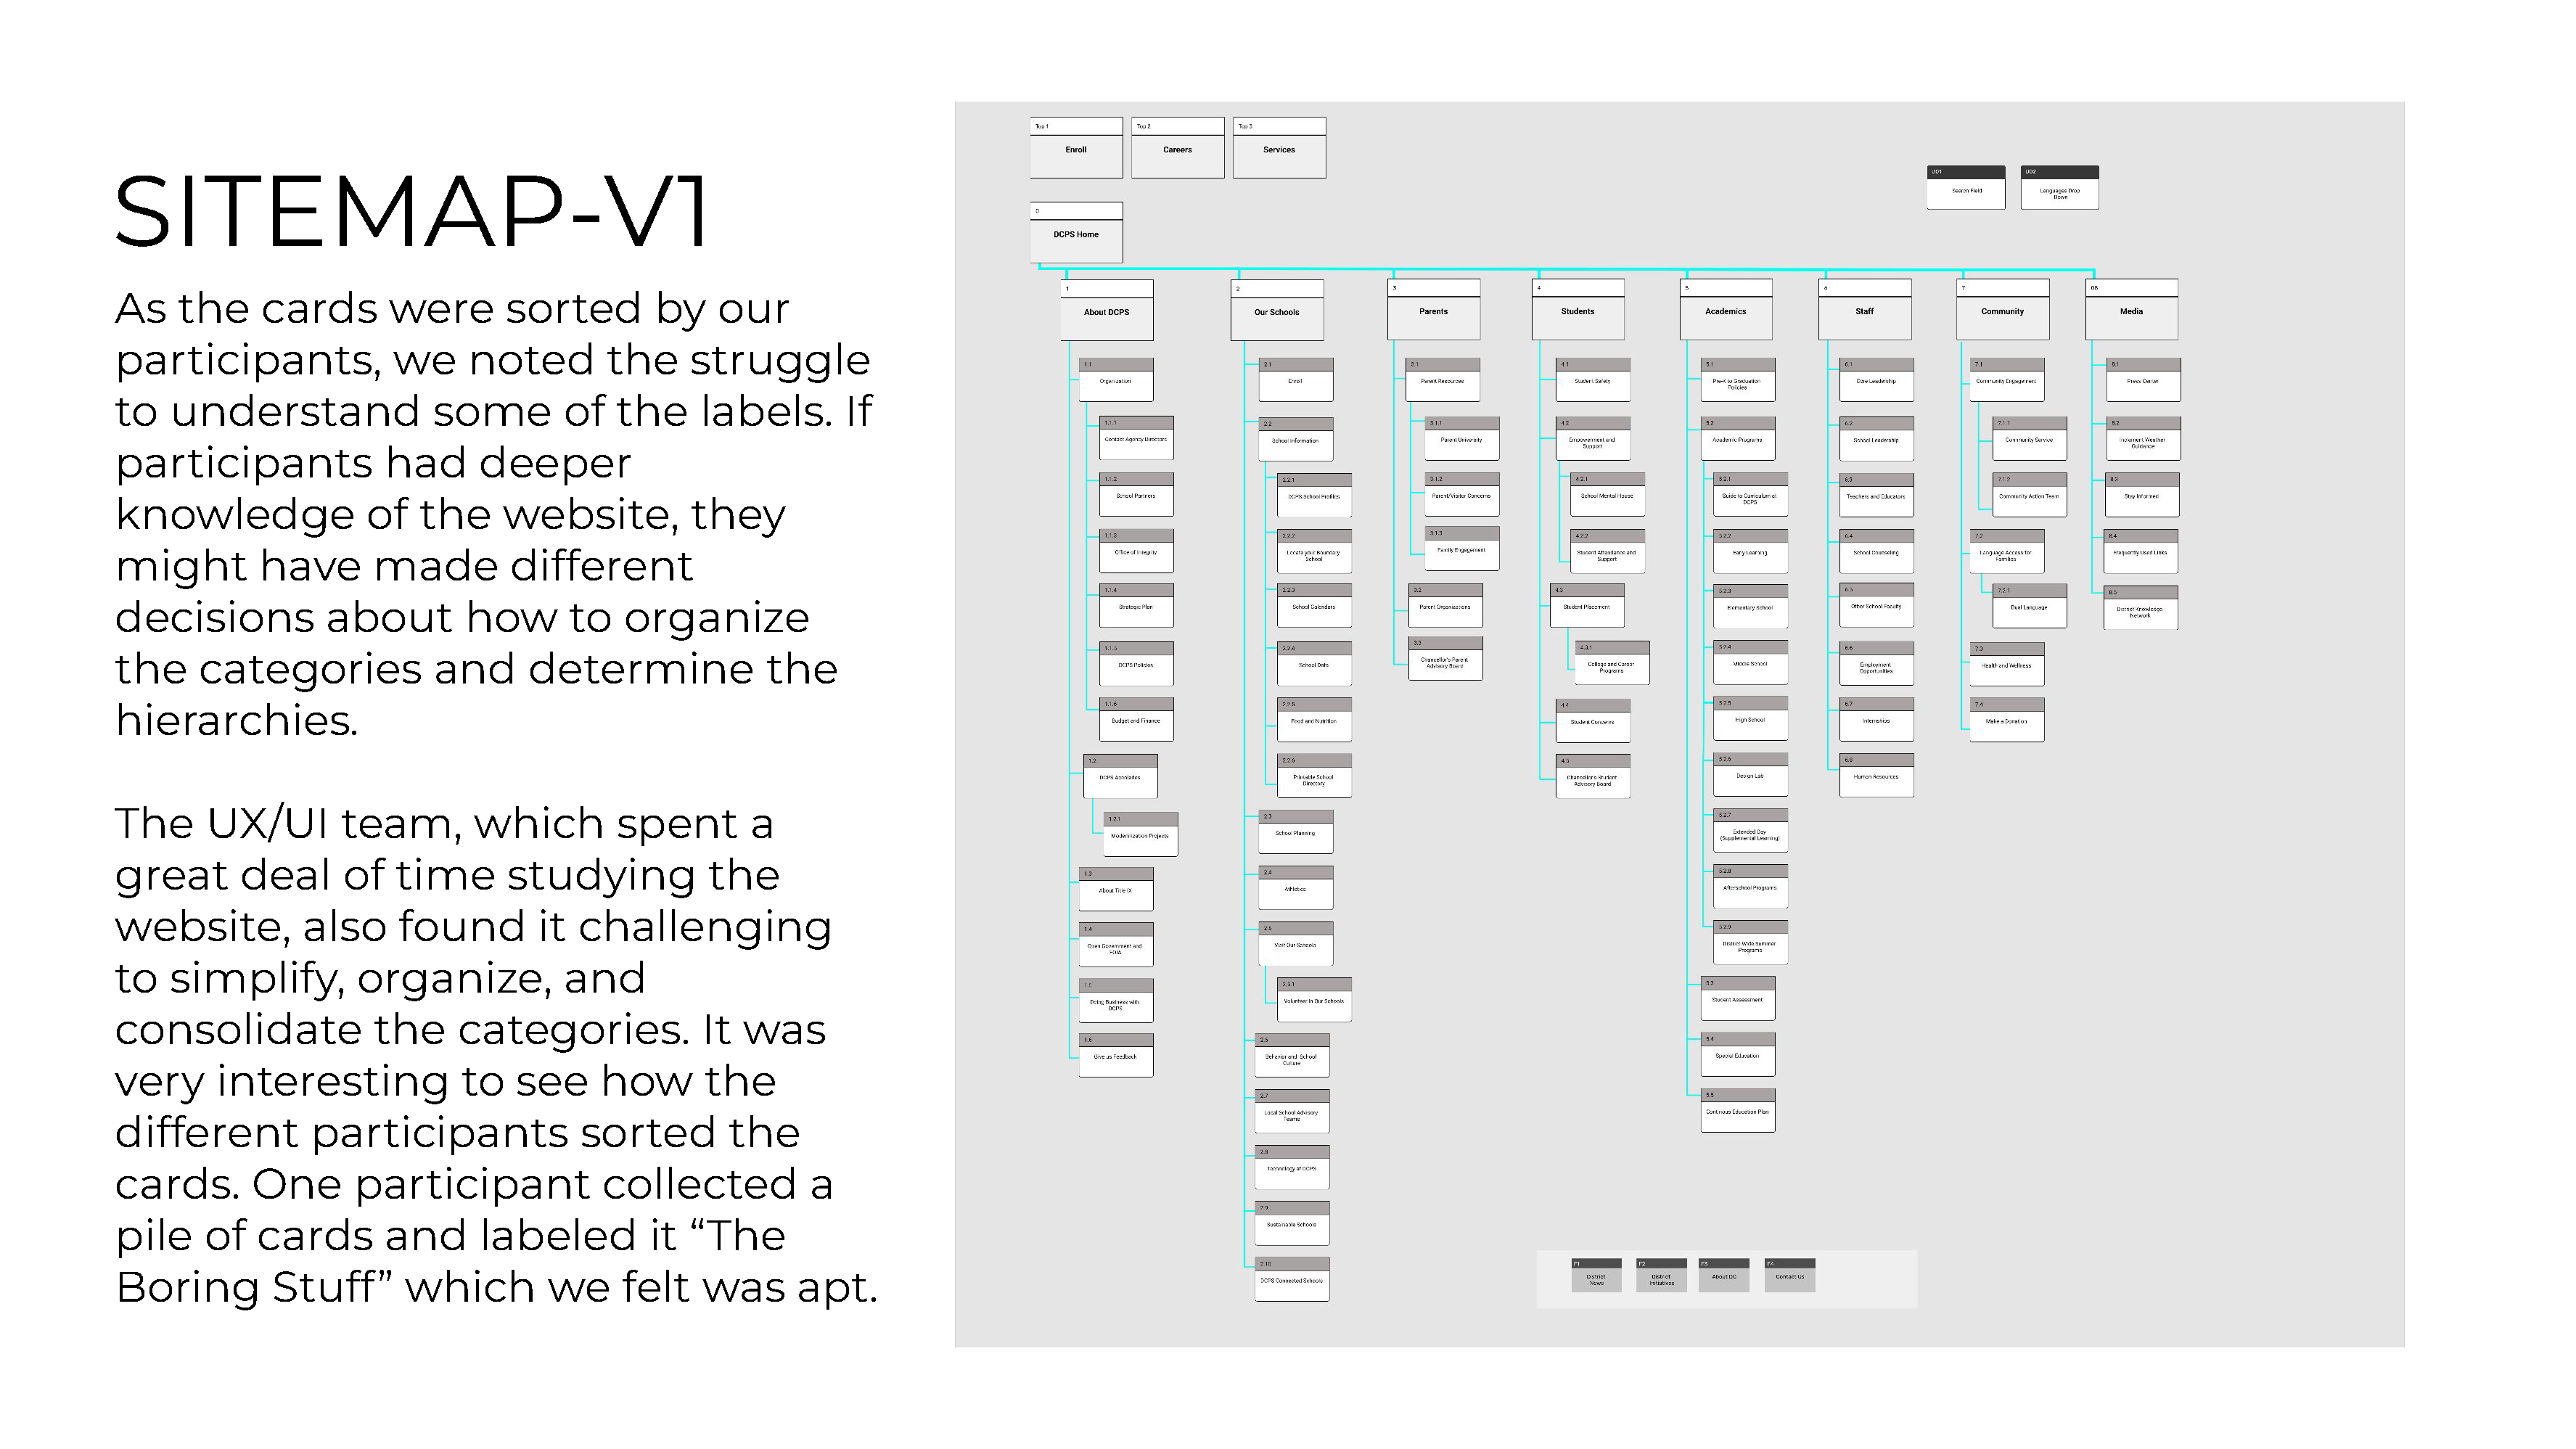 SITEMAP-V1
As the cards were sorted by our
participants, we noted the struggle
to understand some of the labels. If
participants had deeper
knowledge of the website, they
might have made different
decisions about how to organize
the categories and determine the
hierarchies.
The UX/UI team, which spent a
great deal of time studying the
website, also found it challenging
to simplify, organize, and
consolidate the categories. It was
very interesting to see how the
different participants sorted the
cards. One participant collected a
pile of cards and labeled it “The
Boring Stuff” which we felt was apt.
Top 1
Enroll
Top 2
Careers
Top 3
Services
U01
Search Field
U02
Languages Drop
Down
0
DCPS Home
1
About DCPS
1.1
Organization
1.1.1
Contact Agency Directors
1.1.2
School Partners
1.1.3
Office of Integrity
1.1.4
Strategic Plan
1.1.5
DCPS Policies
1.1.6
Budget and Finance
1.2
DCPS Accolades
1.2.1
Modernization Projects
1.3
About Title IX
1.4
Open Government and
FOIA
Doing Business with
DCPS
1.6
Give us Feedback
2
Our Schools
2.1
Enroll
2.2
School Information
2.2.1
DCPS School Profiles
2.2.2
Locate your Boundary
School
2.2.3
School Calendars
2.2.4
School Data
2.2.5
Food and Nutrition
2.2.6
Printable School
Directory
2.3
School Planning
2.4
Athletics
2.5
Visit Our Schools
2.5.1
Volunteer in Our Schools
2.6
Behavior and School
Culture
2.7
Local School Advisory
Teams
2.8
Technology at DCPS
2.9
Sustainable Schools
2.10
DCPS Connected Schools
3
Parents
3.1
Parent Resources
3.1.1
Parent University
3.1.2
Parent/Visitor Concerns
3.1.3
Family Engagement
3.2
Parent Organizations
3.3
Chancellor's Parent
Advisory Board
4
Students
4.1
Student Safety
4.2
Empowerment and
Support
4.2.1
School Mental House
4.2.2
Student Attendance and
Support
4.3
Student Placement
4.3.1
College and Career
Programs
4.4
Student Concerns
4.5
Chancellor's Student
Advisory Board
5
Academics
5.1
Pre-K to Graduation
Policies
5.2
Academic Programs
5.2.1
Guide to Curriculum at
DCPS
5.2.2
Early Learning
5.2.3
Elementary School
5.2.4
Middle School
5.2.5
High School
5.2.6
Design Lab
5.2.7
Extended Day
(Supplemental Learning)
5.2.8
Afterschool Programs
5.2.9
District Wide Summer
Programs
5.3
Student Assessment
5.4
Special Education
5.5
Continous Education Plan
6
Staff
6.1
Core Leadership
6.2
School Leadership
6.3
Teachers and Educators
6.4
School Counseling
6.5
Other School Faculty
6.6
Employment
Opportunities
6.7
Internships
6.8
Human Resources
7
Community
7.1
Community Engagement
7.1.1
Community Service
7.1.2
Community Action Team
7.2
Language Access for
Families
7.2.1
Dual Language
7.3
Health and Wellness
7.4
Make a Donation
08
Media
8.1
Press Center
8.2
Inclement Weather
Guidance
8.3
Stay Informed
8.4
Frequently Used Links
8.5
District Knowledge
Network
F1
District
News
F2
District
Initiatives
F3
About DC
F4
Contact Us